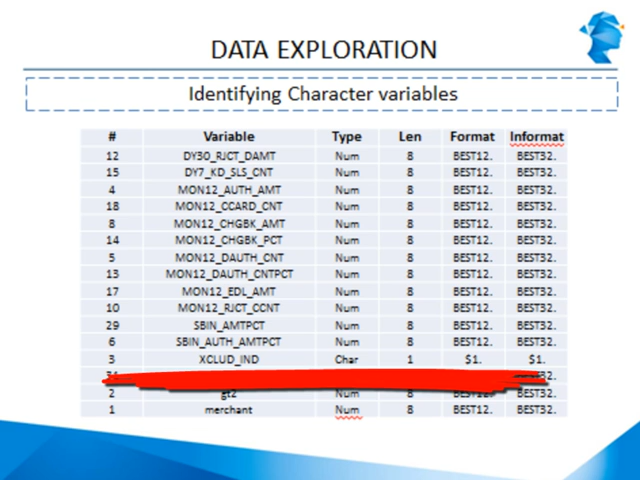 DATA EXPLORATION
Identifying Character variables
# Variable Type Len Format Informat
12 DY30_RJCT_DAMT Num 8 BEST12. BEST32.
15 DY7_KD_SLS_CNT Num 8 BEST12. BEST32.
4 MON12_AUTH_AMT Num 8 BEST12. BEST32.
18 MON12_CCARD_CNT Num 8 BEST12. BEST32.
8 MON12_CHGBK_AMT Num 8 BEST12. BEST32.
14 MON12_CHGBK_PCT Num 8 BEST12. BEST32.
5 MON12_DAUTH_CNT Num 8 BEST12. BEST32.
13 MON12_DAUTH_CNTPCT Num 8 BEST12. BEST32.
17 MON12_EDL_AMT Num 8 BEST12. BEST32.
10 MON12_RJCT_CCNT Num 8 BEST12. BEST32.
29 SBIN_AMTPCT Num 8 BEST12. BEST32.
6 SBIN_AUTH_AMTPCT Num 8 BEST12. BEST32.
3 XCLUD_IND Char 1 $1. $1.
2 gt2 Num 8 BEST12. BEST32.
1 merchant Num 8 BEST12. BEST32.